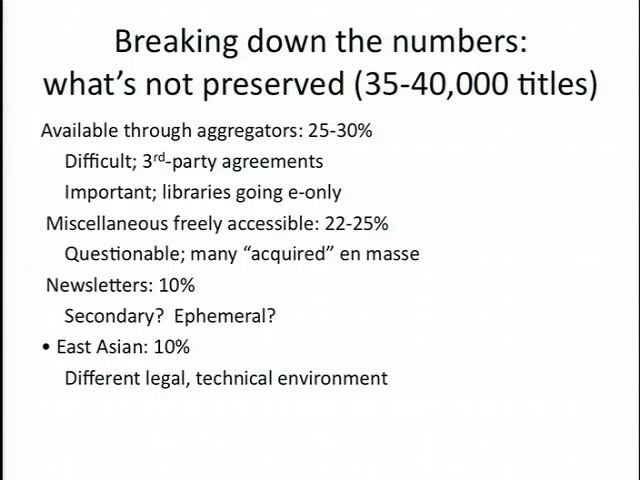 Breaking down the numbers:
what’s not preserved (35-40,000 titles)
Available through aggregators: 25-30%
Difficult; 3rd-party agreements
Important; libraries going e-only
Miscellaneous freely accessible: 22-25%
Questionable; many “acquired” en masse
Newsletters: 10%
Secondary?  Ephemeral?
• East Asian: 10%
Different legal, technical environment